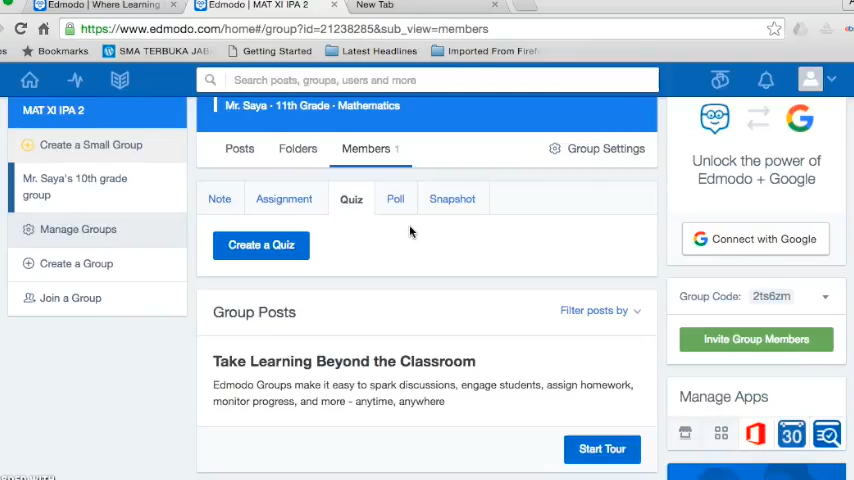 Edmodo | Where Learning
Edmodo | MAT XI IPA 2
New Tab
https://www.edmodo.com/home#/group?id=21238285&sub_view=members
Bookmarks
SMA TERBUKA JAB
Getting Started
Latest Headlines
Imported From
Search posts, groups, users and more
MAT XI IPA 2
Create a Small Group
Mr. Saya's 10th grade
group
Manage Groups
Create a Group
Join a Group
Mr. Saya · 11th Grade · Mathematics
Posts
Folders
Members 1
Group Settings
Note
Assignment
Quiz
Poll
Snapshot
Create a Quiz
Group Posts
Filter posts by
Take Learning Beyond the Classroom
Edmodo Groups make it easy to spark discussions, engage students, assign homework,
monitor progress, and more - anytime, anywhere
Start Tour
Unlock the power of
Edmodo + Google
Connect with Google
Group Code: 2ts6zm
Invite Group Members
Manage Apps
30